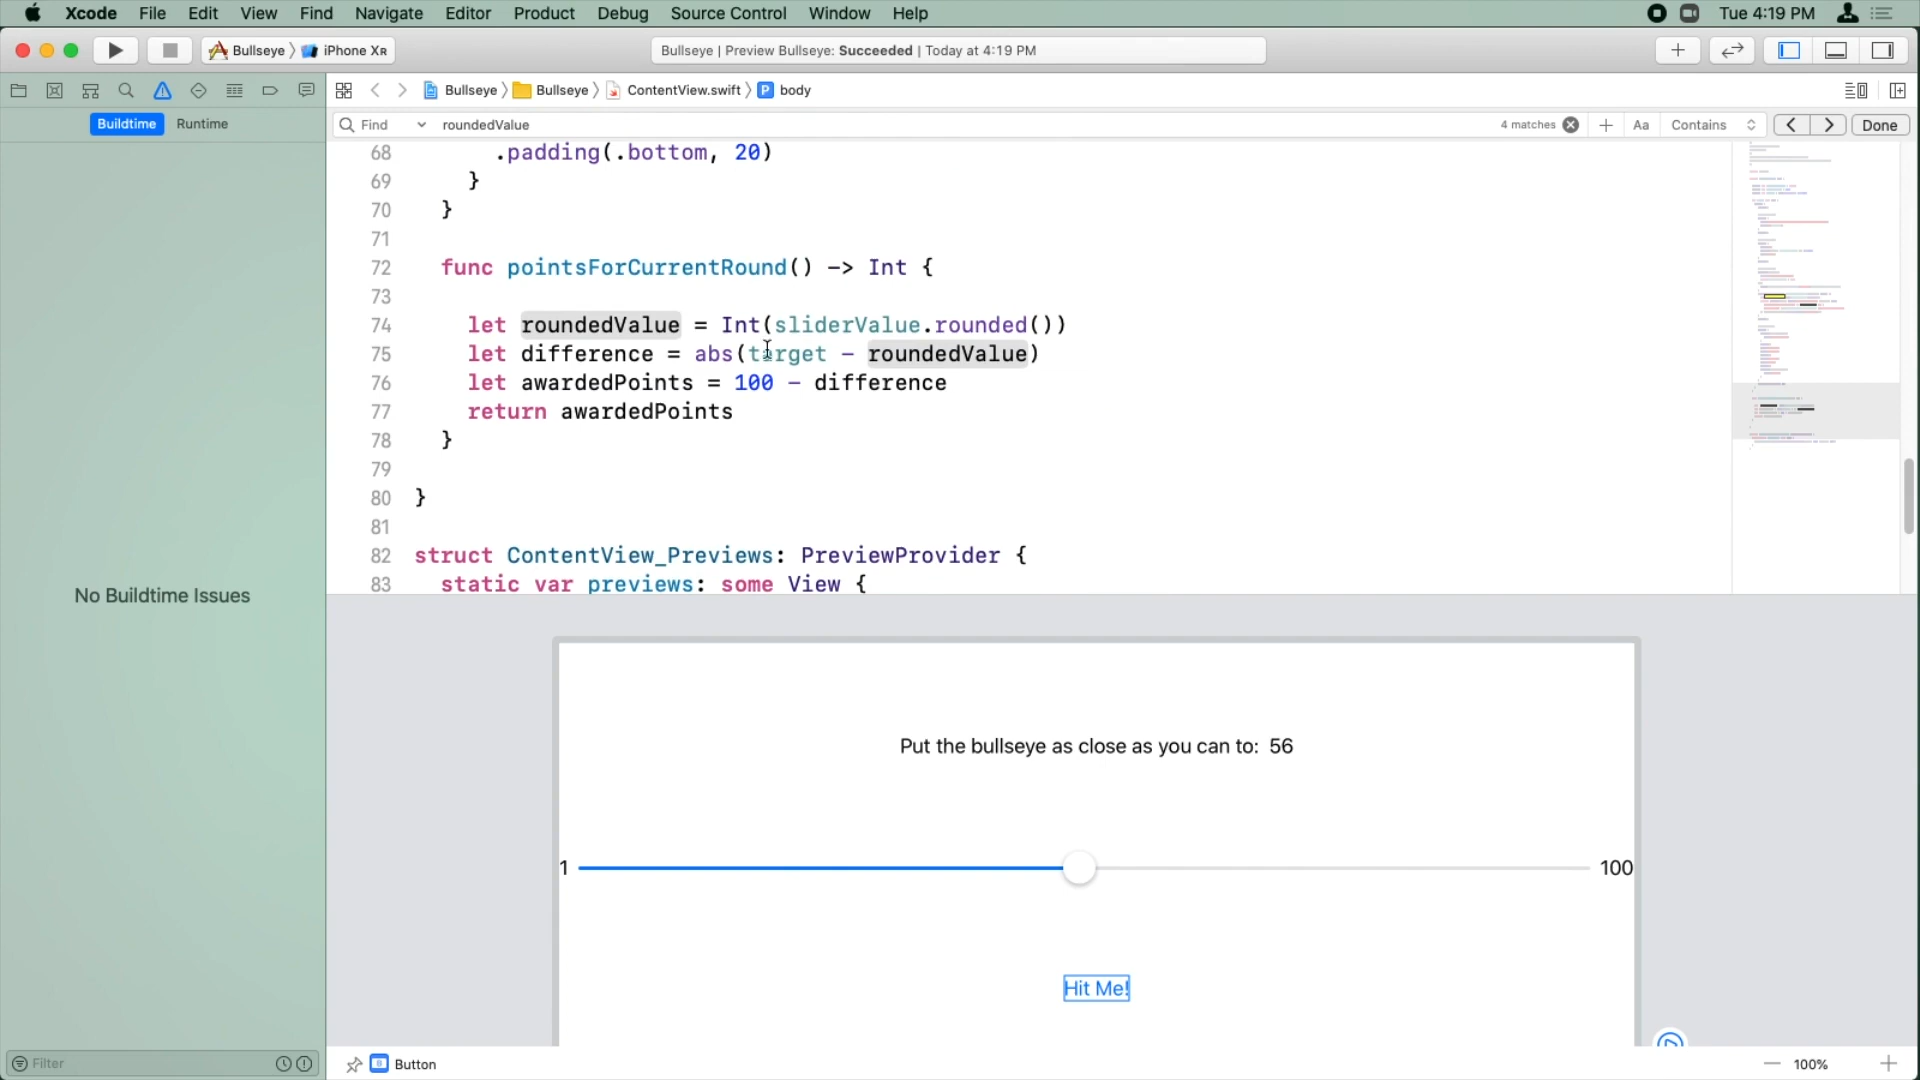 Xcode File Edit View Find Navigate Editor Product Debug Source Control Window Help Tue 4:19 PM
Bullseye iPhone XR Bullseye | Preview Bullseye: Succeeded | Today at 4:19 PM
Bullseye Bullseye ContentView.swift body
Buildtime Runtime
Find roundedValue 4 matches Aa Contains Done
68 .padding(.bottom, 20)
69 }
70 }
71
72 func pointsForCurrentRound() -> Int {
73
74 let roundedValue = Int(sliderValue.rounded())
75 let difference = abs(target - roundedValue)
76 let awardedPoints = 100 - difference
77 return awardedPoints
78 }
79
80 }
81
82 struct ContentView_Previews: PreviewProvider {
83 static var previews: some View {
No Buildtime Issues
Put the bullseye as close as you can to: 56
1 100
Hit Me!
Filter
Button 100%